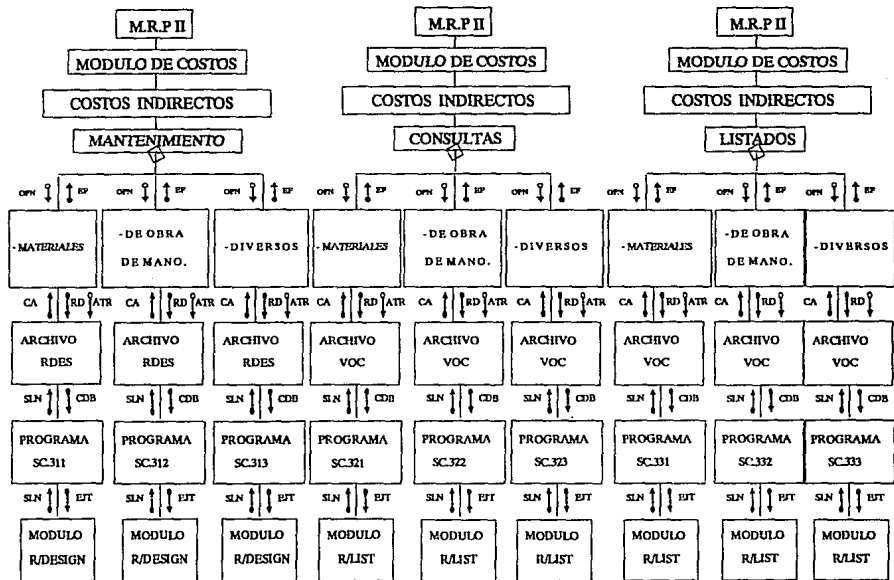 M.R.P II M.R.P II M.R.P II
MODULO DE COSTOS MODULO DE COSTOS MODULO DE COSTOS
COSTOS INDIRECTOS COSTOS INDIRECTOS COSTOS INDIRECTOS
MANTENIMIENTO CONSULTAS LISTADOS
OPN EF OPN EF OPN EF OPN EF OPN EF OPN EF OPN EF OPN EF OPN EF
-MATERIALES -DE OBRA -DIVERSOS -MATERIALES -DE OBRA -DIVERSOS -MATERIALES -DE OBRA -DIVERSOS
DE MANO. DE MANO. DE MANO.
CA RD ATR CA RD ATR CA RD ATR CA RD ATR CA RD ATR CA RD ATR CA RD ATR CA RD CA RD
ARCHIVO ARCHIVO ARCHIVO ARCHIVO ARCHIVO ARCHIVO ARCHIVO ARCHIVO ARCHIVO
RDES RDES RDES VOC VOC VOC VOC VOC VOC
SLN CDB SLN CDB SLN CDB SLN CDB SLN CDB SLN CDB SLN CDB SLN CDB SLN CDB
PROGRAMA PROGRAMA PROGRAMA PROGRAMA PROGRAMA PROGRAMA PROGRAMA PROGRAMA PROGRAMA
SC.311 SC.312 SC.313 SC.321 SC.322 SC.323 SC.331 SC.332 SC.333
SLN EJT SLN EJT SLN EJT SLN EJT SLN EJT SLN EJT SLN EJT SLN EJT SLN EJT
MODULO MODULO MODULO MODULO MODULO MODULO MODULO MODULO MODULO
R/DESIGN R/DESIGN R/DESIGN R/LIST R/LIST R/LIST R/LIST R/LIST R/LIST